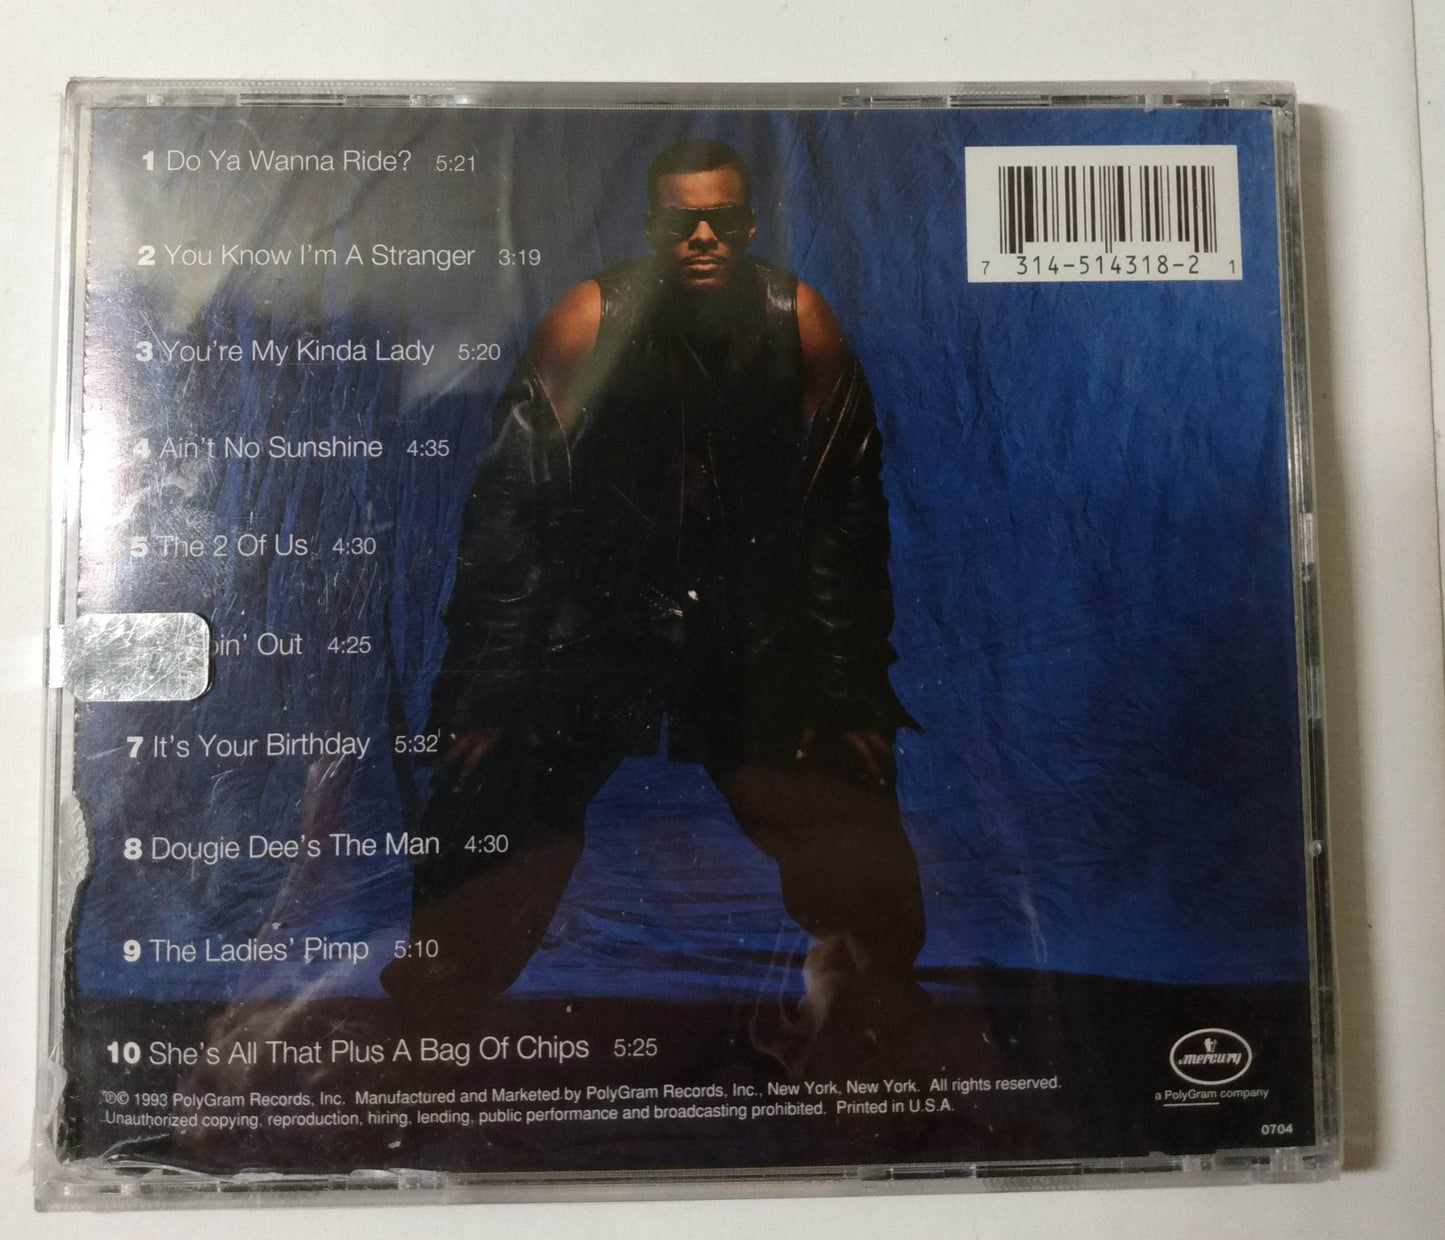 1 Do Ya Wanna Ride? 5:21
7 314-514318-2 1
2 You Know I'm A Stranger 3:19
3 You're My Kinda Lady 5:20
4 Ain't No Sunshine 4:35
5 The 2 Of Us 4:30
Out 4:25
7 It's Your Birthday 5:32
8 Dougie Dee's The Man 4:30
9 The Ladies' Pimp 5:10
10 She's All That Plus A Bag Of Chips 5:25
mercury
a PolyGram company
℗© 1993 PolyGram Records, Inc. Manufactured and Marketed by PolyGram Records, Inc., New York, New York. All rights reserved.
Unauthorized copying, reproduction, hiring, lending, public performance and broadcasting prohibited. Printed in U.S.A.
0704